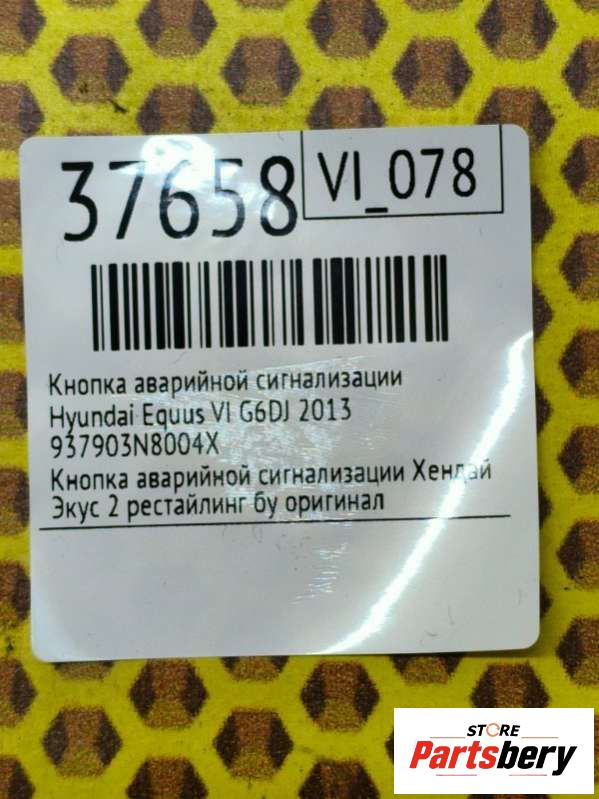 37658
VI_078
Кнопка аварийной сигнализации
Hyundai Equus VI G6DJ 2013
937903N8004X
Кнопка аварийной сигнализации Хендай
Экус 2 рестайлинг бу оригинал
STORE
Partsbery